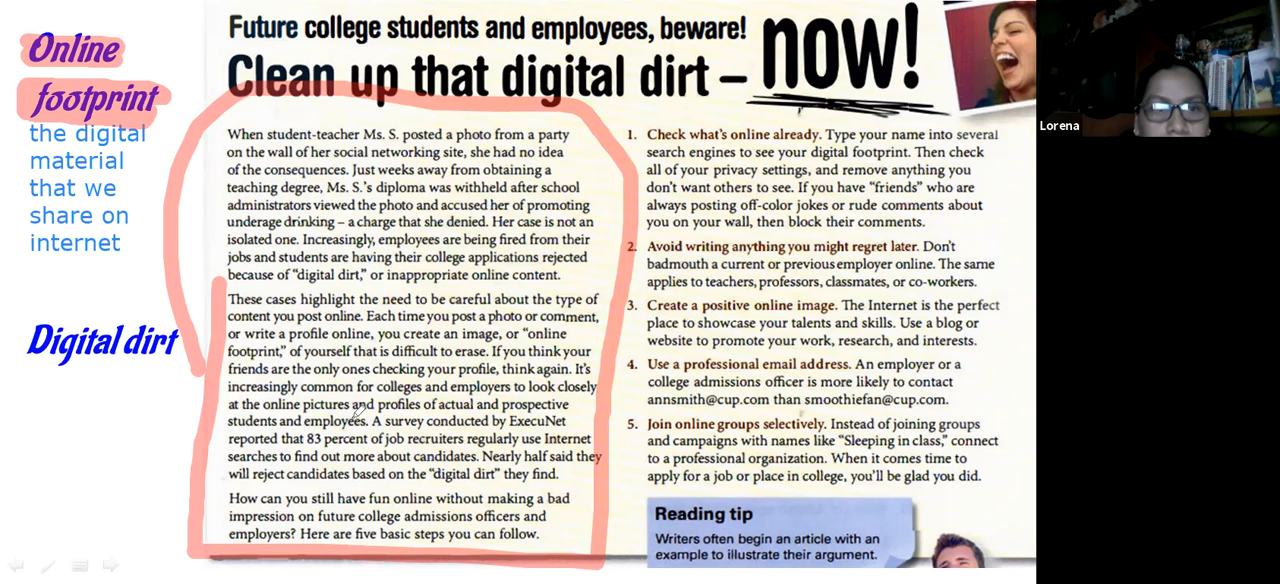 Online
footprint
the digital
material
that we
share on
internet
Digital dirt
Future college students and employees, beware!
Clean up that digital dirt – now!
When student-teacher Ms. S. posted a photo from a party
on the wall of her social networking site, she had no idea
of the consequences. Just weeks away from obtaining a
teaching degree, Ms. S.'s diploma was withheld after school
administrators viewed the photo and accused her of promoting
underage drinking – a charge that she denied. Her case is not an
isolated one. Increasingly, employees are being fired from their
jobs and students are having their college applications rejected
because of "digital dirt," or inappropriate online content.
These cases highlight the need to be careful about the type of
content you post online. Each time you post a photo or comment,
or write a profile online, you create an image, or "online
footprint," of yourself that is difficult to erase. If you think your
friends are the only ones checking your profile, think again. It's
increasingly common for colleges and employers to look closely
at the online pictures and profiles of actual and prospective
students and employees. A survey conducted by ExecuNet
reported that 83 percent of job recruiters regularly use Internet
searches to find out more about candidates. Nearly half said they
will reject candidates based on the "digital dirt" they find.
How can you still have fun online without making a bad
impression on future college admissions officers and
employers? Here are five basic steps you can follow.
1. Check what's online already. Type your name into several
search engines to see your digital footprint. Then check
all of your privacy settings, and remove anything you
don't want others to see. If you have "friends" who are
always posting off-color jokes or rude comments about
you on your wall, then block their comments.
2. Avoid writing anything you might regret later. Don't
badmouth a current or previous employer online. The same
applies to teachers, professors, classmates, or co-workers.
3. Create a positive online image. The Internet is the perfect
place to showcase your talents and skills. Use a blog or
website to promote your work, research, and interests.
4. Use a professional email address. An employer or a
college admissions officer is more likely to contact
annsmith@cup.com than smoothiefan@cup.com.
5. Join online groups selectively. Instead of joining groups
and campaigns with names like "Sleeping in class," connect
to a professional organization. When it comes time to
apply for a job or place in college, you'll be glad you did.
Reading tip
Writers often begin an article with an
example to illustrate their argument.
Lorena